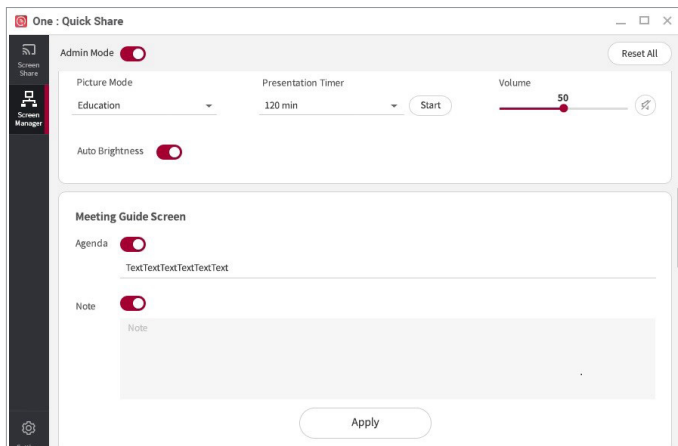 One : Quick Share
Screen
Share
Screen
Manager
Admin Mode
Reset All
Picture Mode
Presentation Timer
Volume
Education
120 min
Start
50
Auto Brightness
Meeting Guide Screen
Agenda
TextTextTextTextTextText
Note
Note
Apply